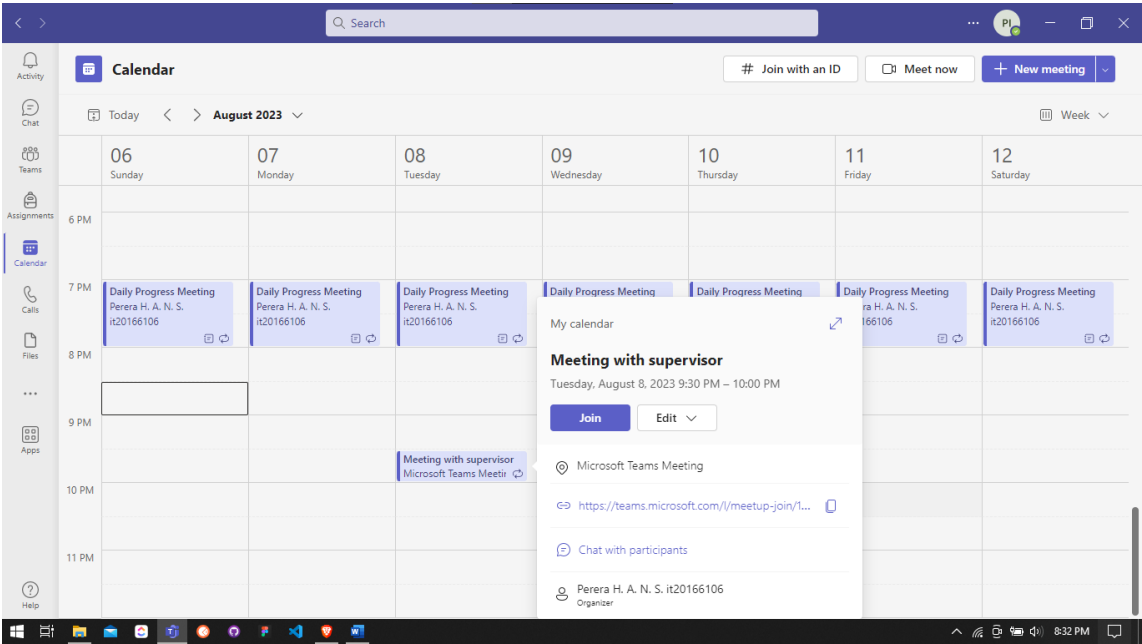 Search
... PI
Activity
Chat
Teams
Assignments
Calendar
Calls
Files
...
Apps
Help
Calendar
# Join with an ID
Meet now
+ New meeting
Today
August 2023
Week
06
Sunday
07
Monday
08
Tuesday
09
Wednesday
10
Thursday
11
Friday
12
Saturday
6 PM
7 PM
8 PM
9 PM
10 PM
11 PM
Daily Progress Meeting
Perera H. A. N. S.
it20166106
Daily Progress Meeting
Perera H. A. N. S.
it20166106
Daily Progress Meeting
Perera H. A. N. S.
it20166106
Daily Progress Meeting
Daily Progress Meeting
Daily Progress Meeting
ra H. A. N. S.
166106
Daily Progress Meeting
Perera H. A. N. S.
it20166106
Meeting with supervisor
Microsoft Teams Meetir
My calendar
Meeting with supervisor
Tuesday, August 8, 2023 9:30 PM – 10:00 PM
Join
Edit
Microsoft Teams Meeting
https://teams.microsoft.com/l/meetup-join/1...
Chat with participants
Perera H. A. N. S. it20166106
Organizer
8:32 PM